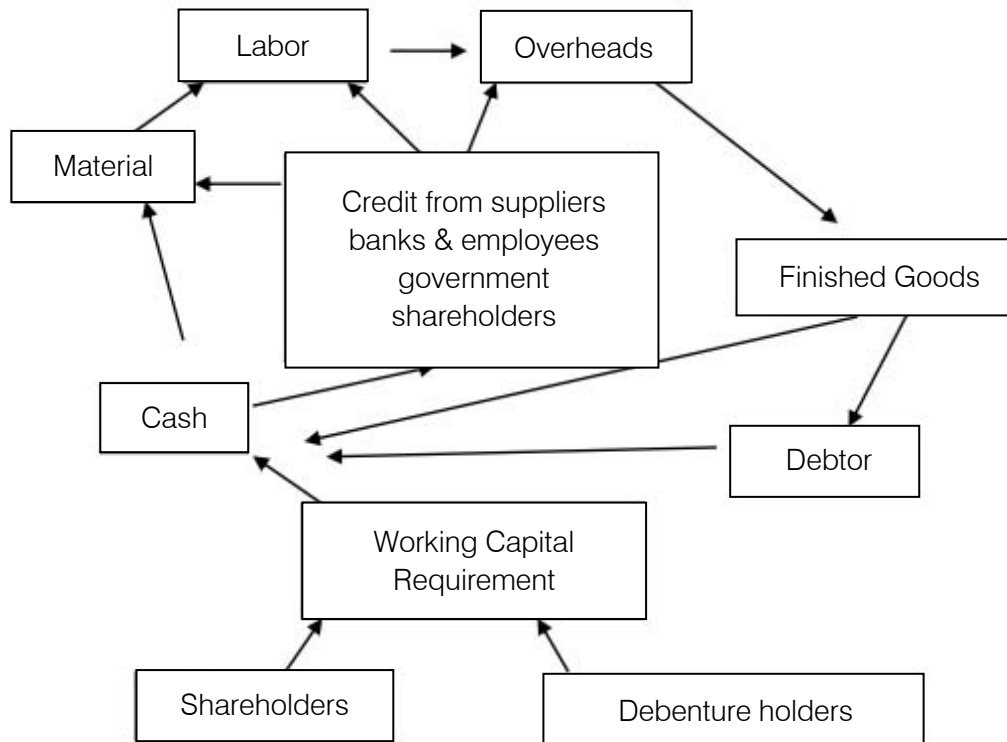 Labor
Overheads
Material
Credit from suppliers
banks & employees
government
shareholders
Finished Goods
Cash
Debtor
Working Capital
Requirement
Shareholders
Debenture holders